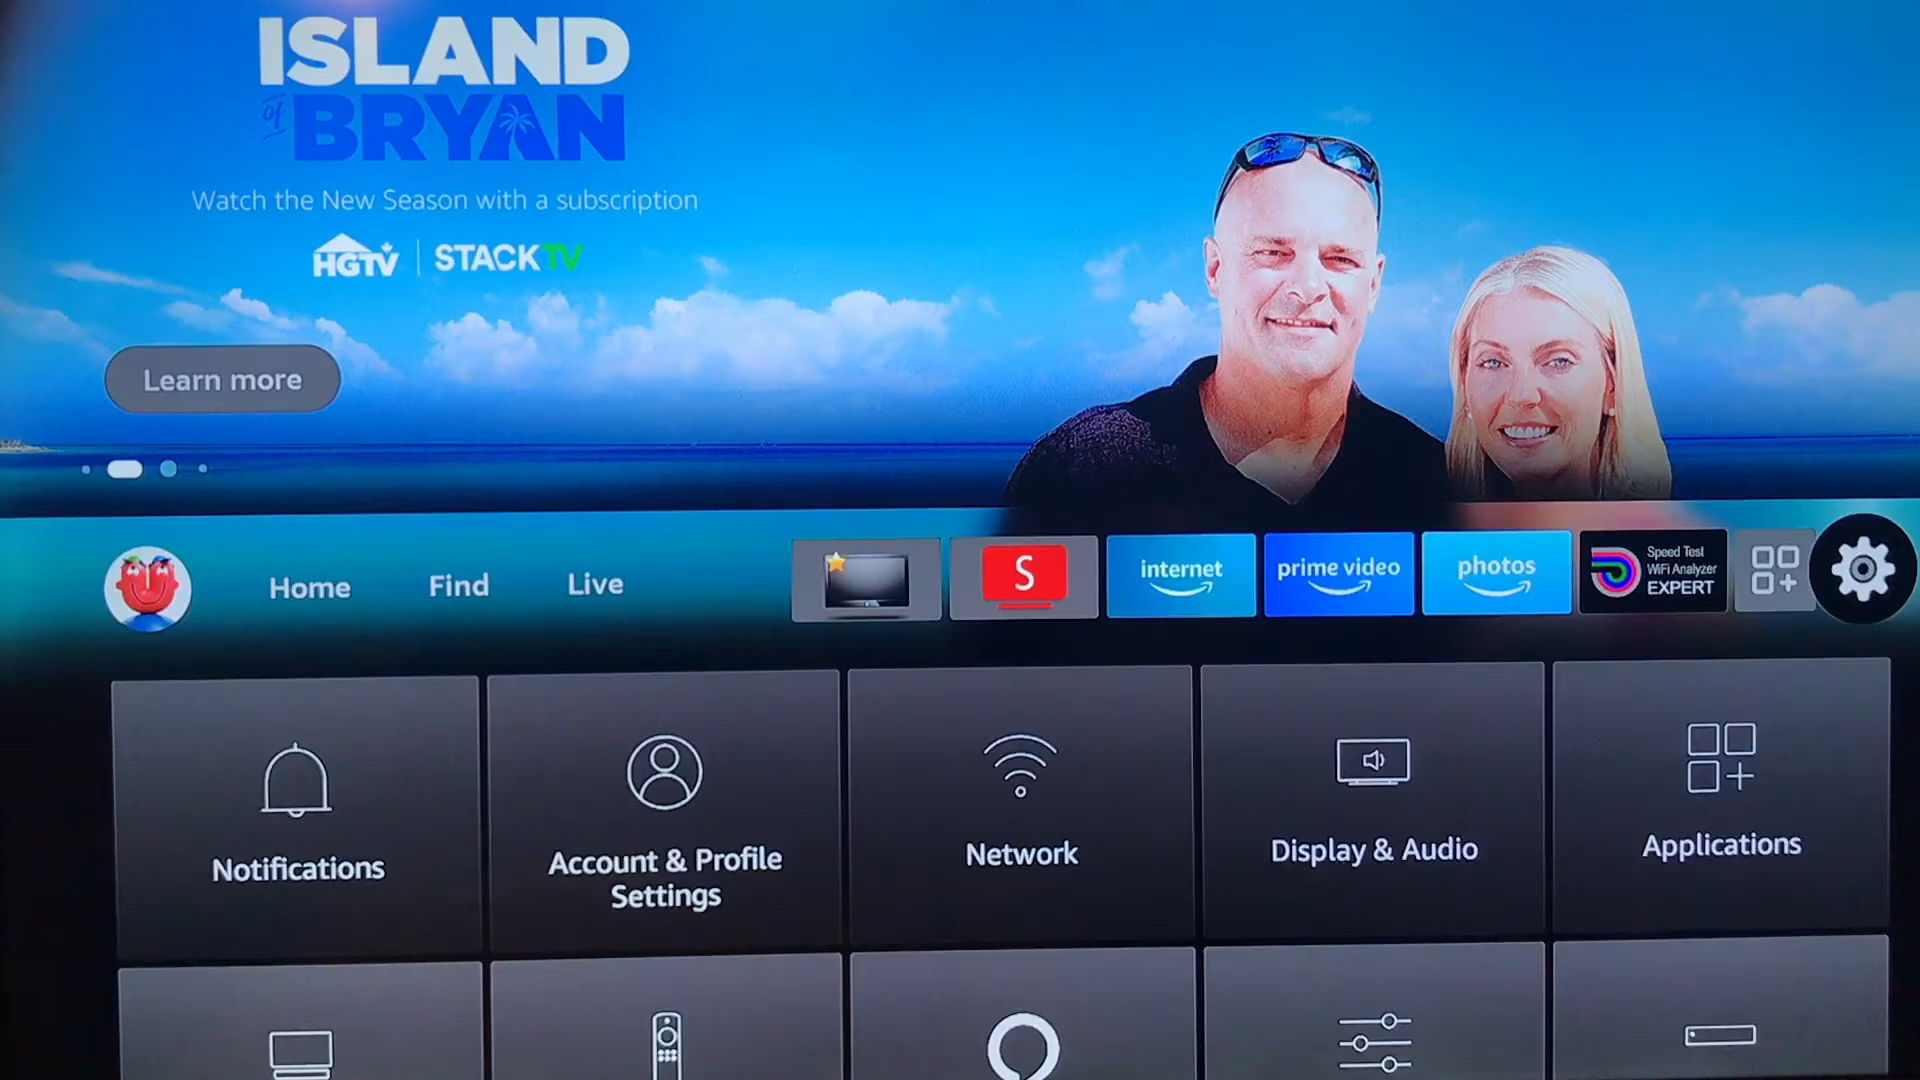 ISLAND
of BRYAN
Watch the New Season with a subscription
HGTV | STACKTV
Learn more
Home Find Live
S
internet
prime video
photos
Speed Test
WiFi Analyzer
EXPERT
Notifications
Account & Profile
Settings
Network
Display & Audio
Applications